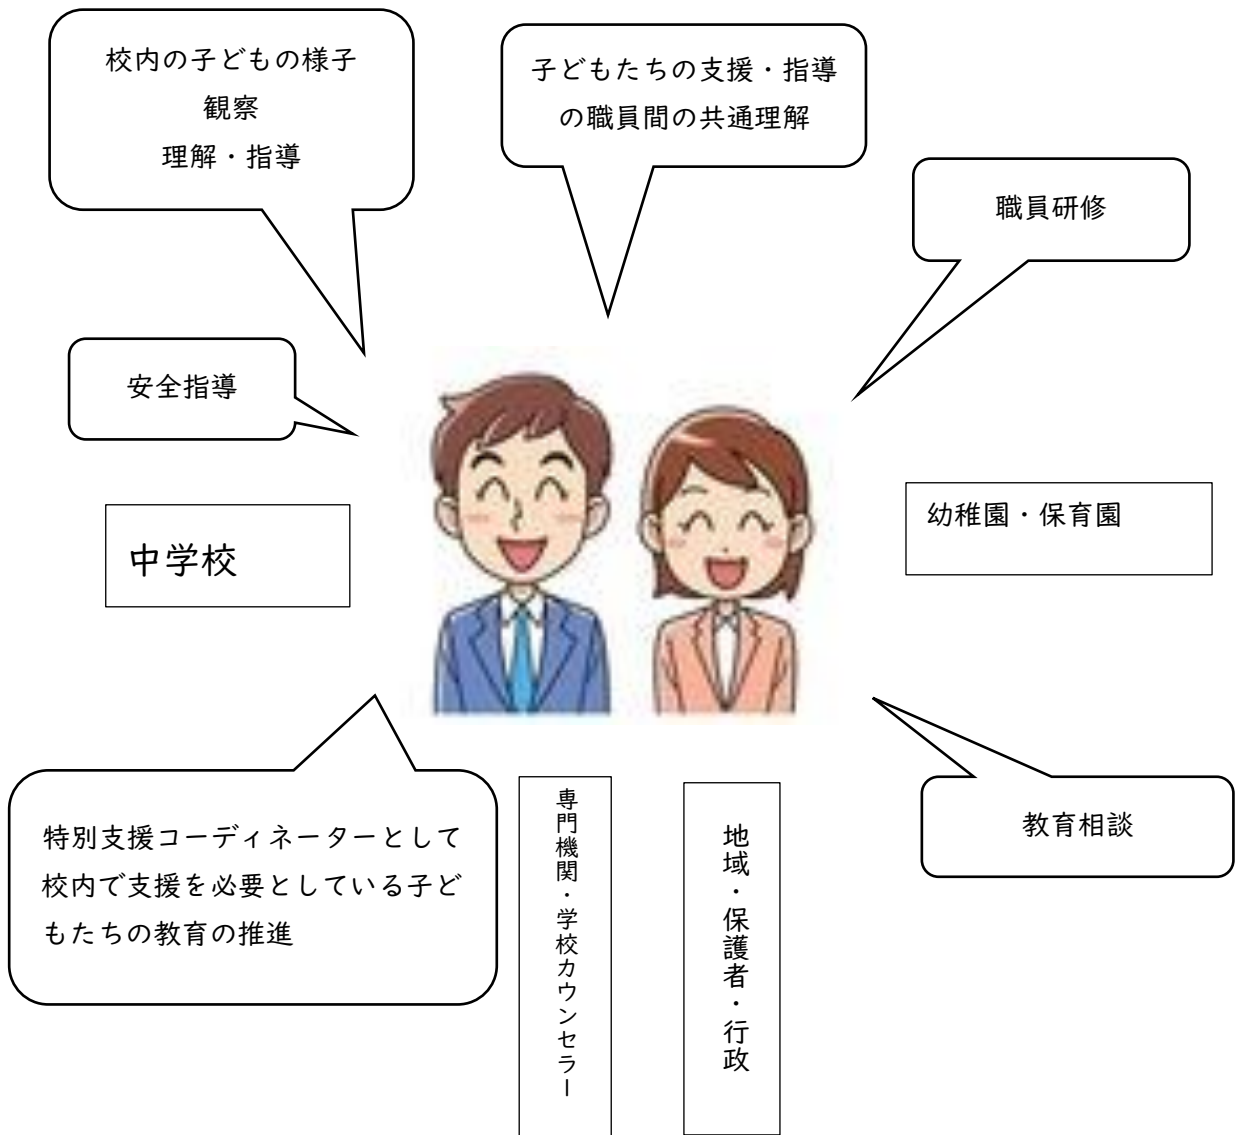 校内の子どもの様子
観察
理解・指導
子どもたちの支援・指導
の職員間の共通理解
職員研修
安全指導
中学校
幼稚園・保育園
特別支援コーディネーターとして
校内で支援を必要としている子ど
もたちの教育の推進
専門機関・学校カウンセラー
地域・保護者・行政
教育相談